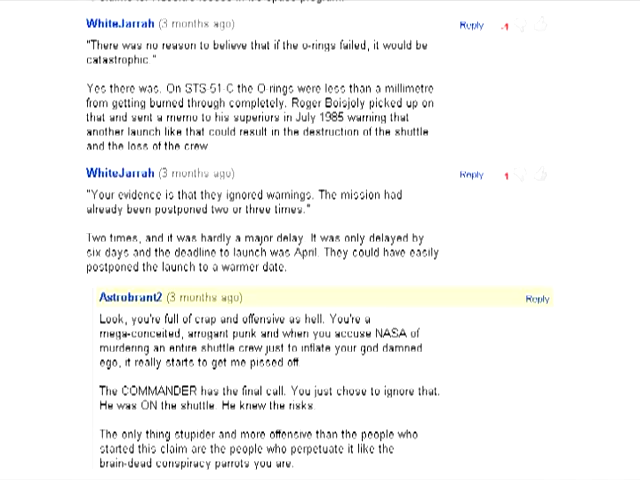 WhiteJarrah (3 months ago) Reply -1
"There was no reason to believe that if the o-rings failed, it would be
catastrophic."
Yes there was. On STS-51-C the O-rings were less than a millimetre
from getting burned through completely. Roger Boisjoly picked up on
that and sent a memo to his superiors in July 1985 warning that
another launch like that could result in the destruction of the shuttle
and the loss of the crew
WhiteJarrah (3 months ago) Reply 1
"Your evidence is that they ignored warnings. The mission had
already been postponed two or three times."
Two times, and it was hardly a major delay. It was only delayed by
six days and the deadline to launch was April. They could have easily
postponed the launch to a warmer date.
Astrobrant2 (3 months ago) Reply
Look, you're full of crap and offensive as hell. You're a
mega-conceited, arrogant punk and when you accuse NASA of
murdering an entire shuttle crew just to inflate your god damned
ego, it really starts to get me pissed off.
The COMMANDER has the final call. You just chose to ignore that.
He was ON the shuttle. He knew the risks.
The only thing stupider and more offensive than the people who
started this claim are the people who perpetuate it like the
brain-dead conspiracy parrots you are.